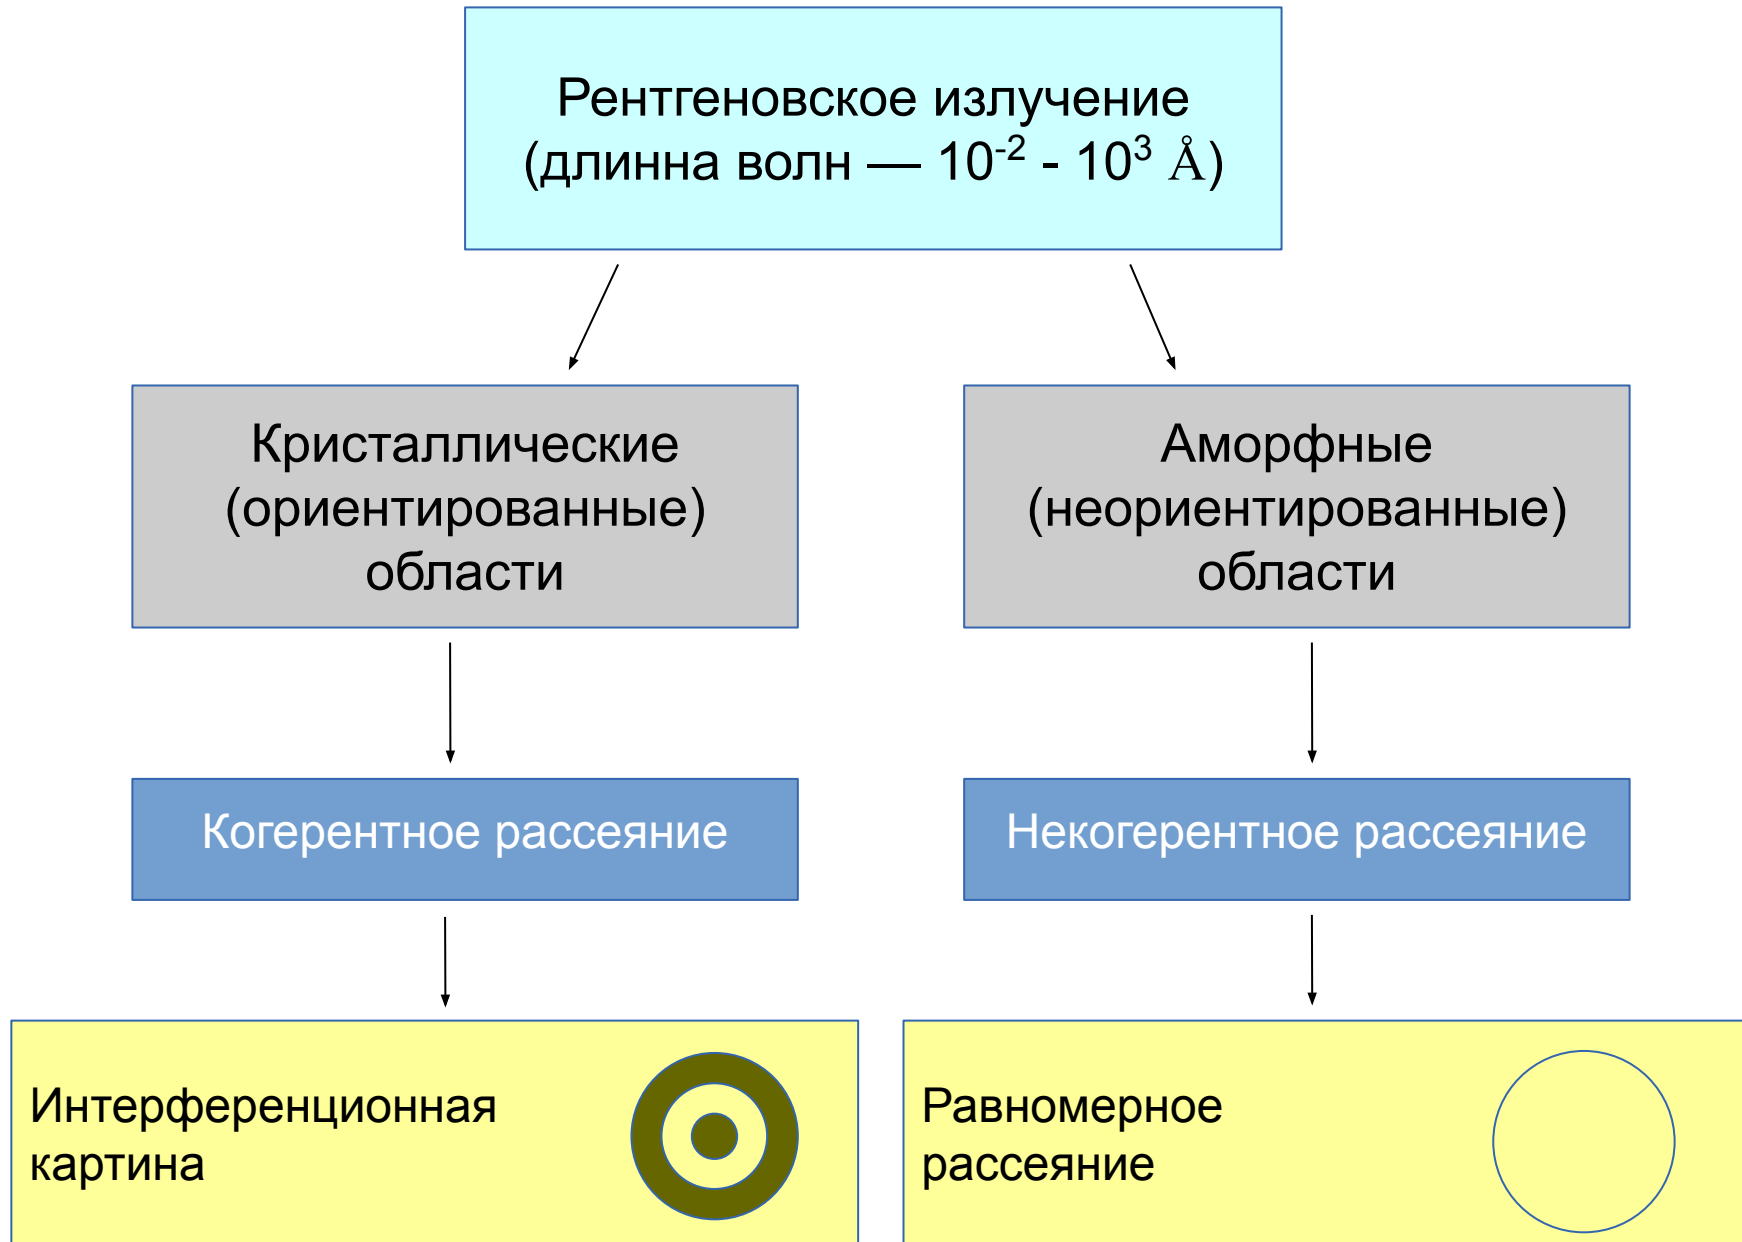 Рентгеновское излучение
(длинна волн — 10⁻² - 10³ Å)
Кристаллические
(ориентированные)
области
Аморфные
(неориентированные)
области
Когерентное рассеяние
Некогерентное рассеяние
Интерференционная
картина
Равномерное
рассеяние